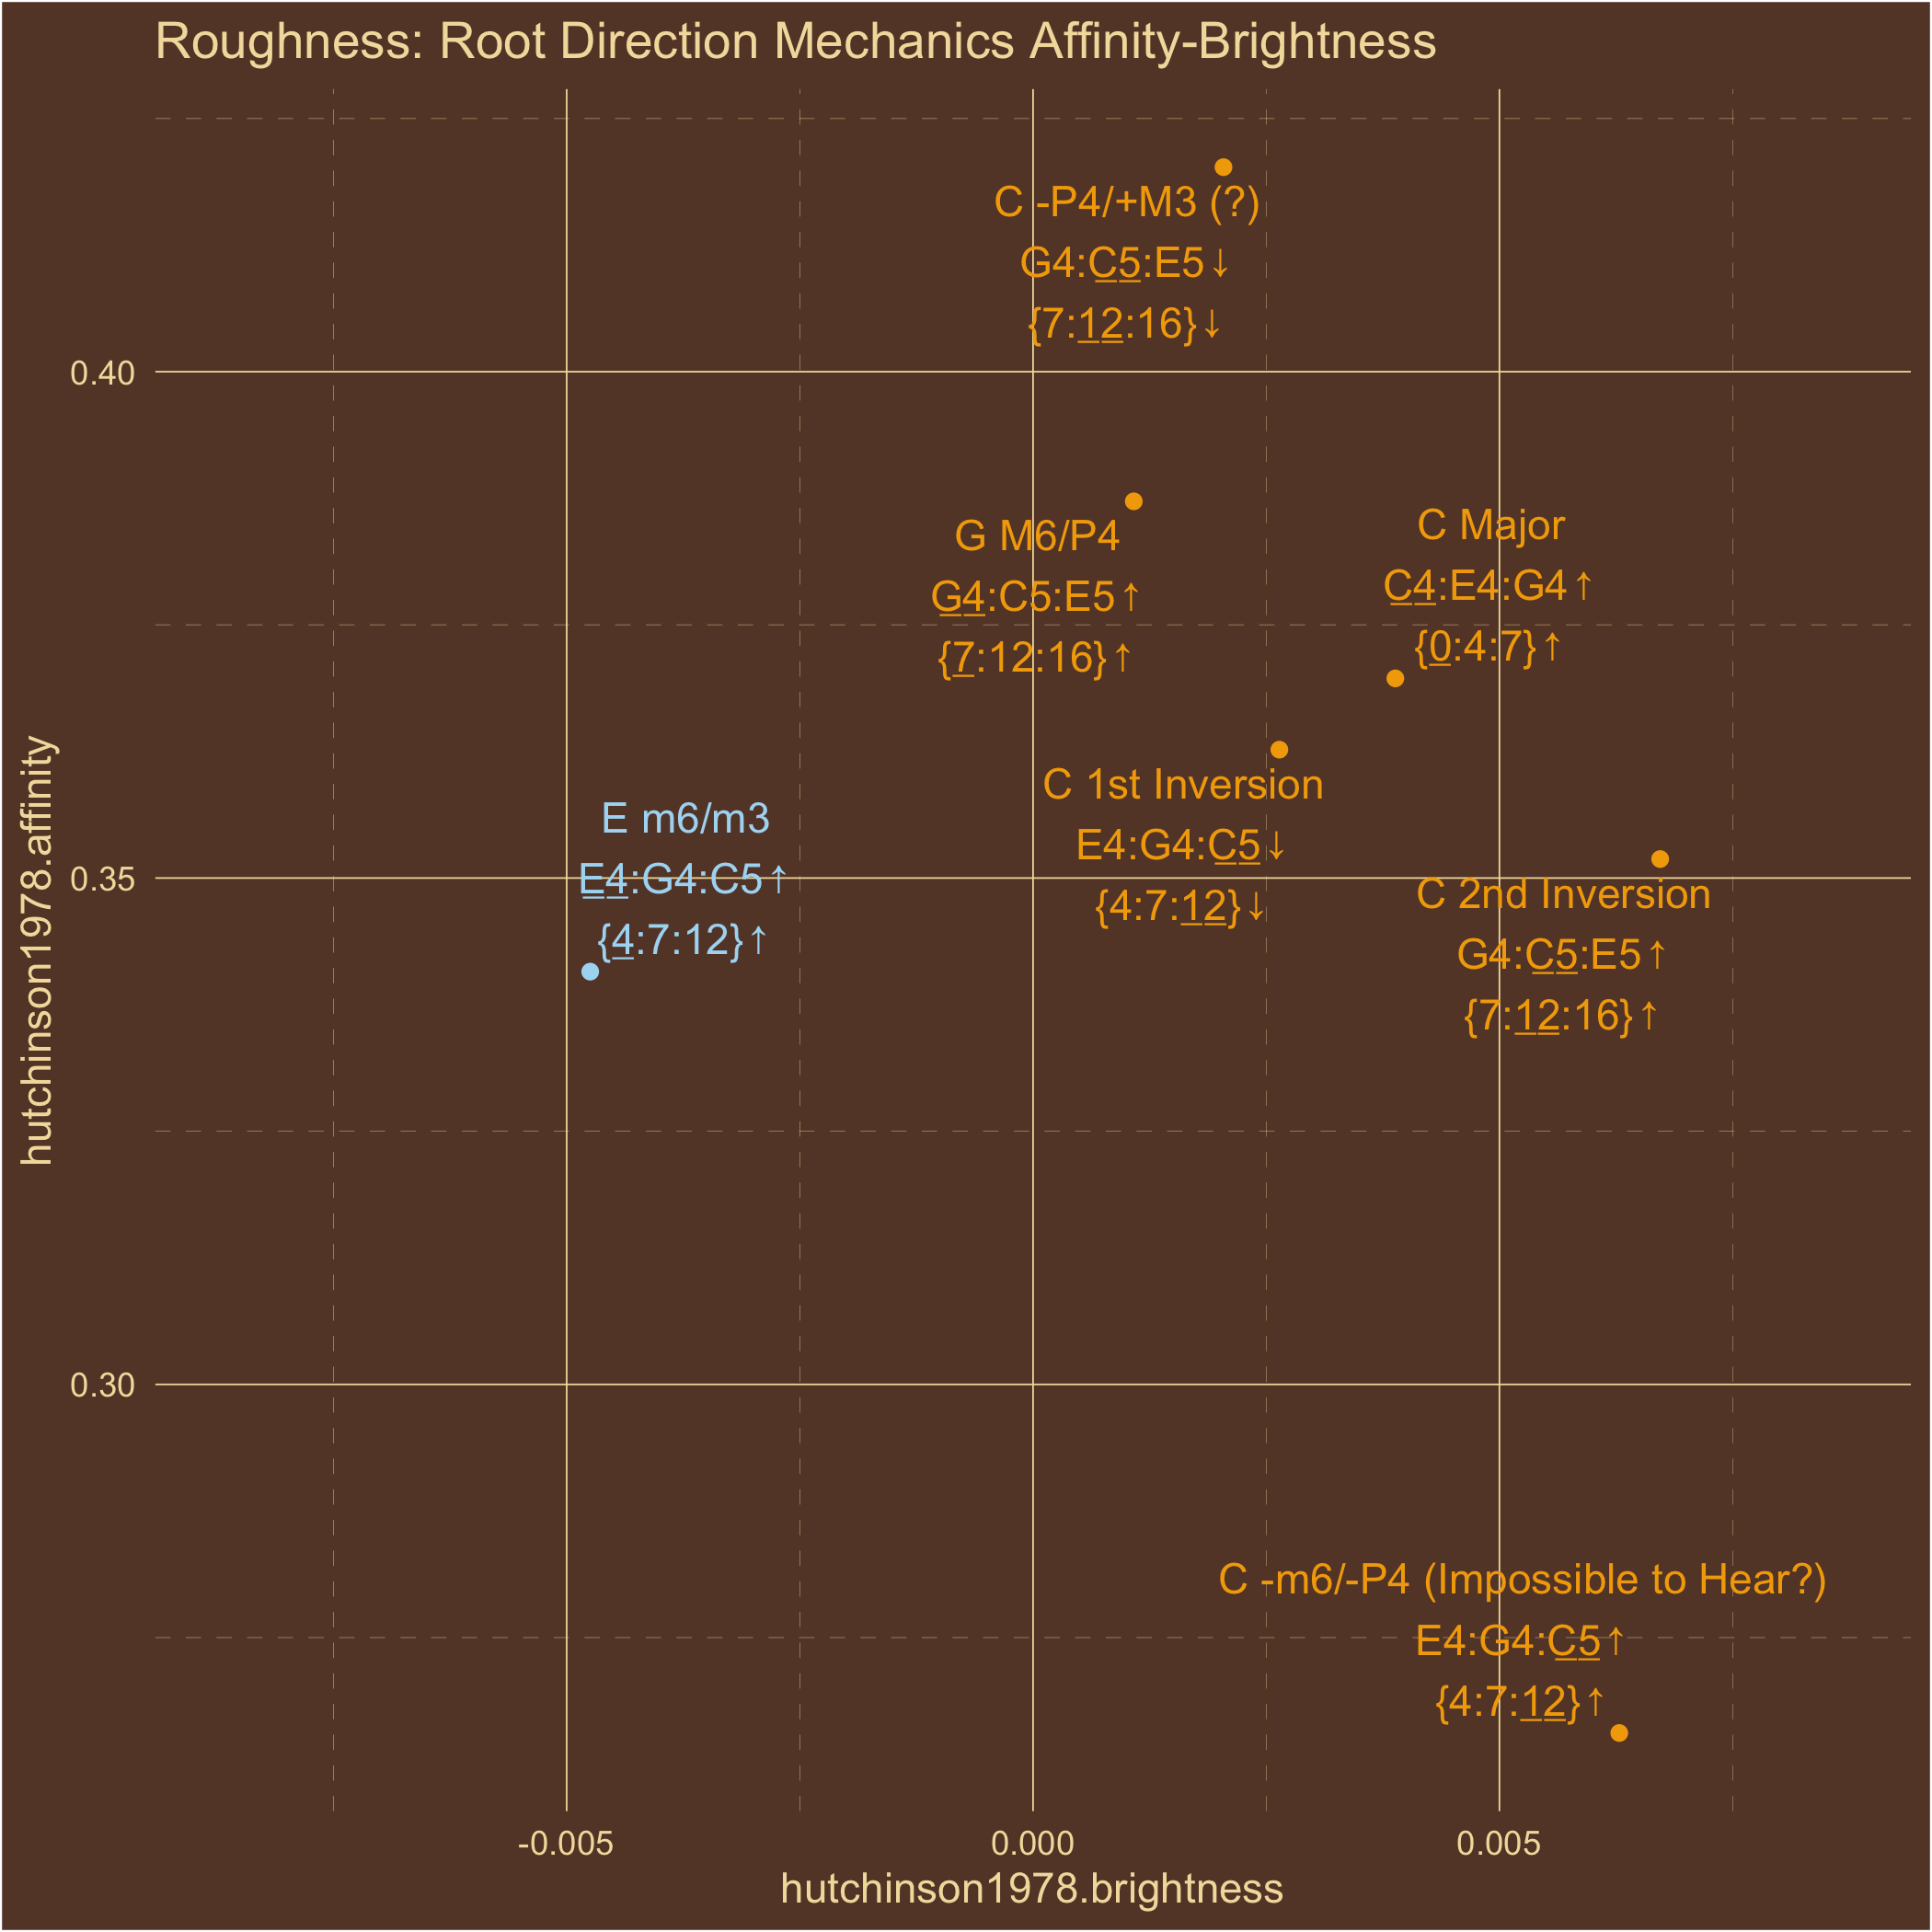 Roughness: Root Direction Mechanics Affinity-Brightness
C -P4/+M3 (?)
G4:C5:E5↓
{7:12:16}↓
0.40
G M6/P4
G4:C5:E5↑
{7:12:16}↑
C Major
C4:E4:G4↑
{0:4:7}↑
C 1st Inversion
E4:G4:C5↓
{4:7:12}↓
E m6/m3
E4:G4:C5↑
{4:7:12}↑
0.35
C 2nd Inversion
G4:C5:E5↑
{7:12:16}↑
hutchinson1978.affinity
0.30
C -m6/-P4 (Impossible to Hear?)
E4:G4:C5↑
{4:7:12}↑
-0.005
0.000
0.005
hutchinson1978.brightness